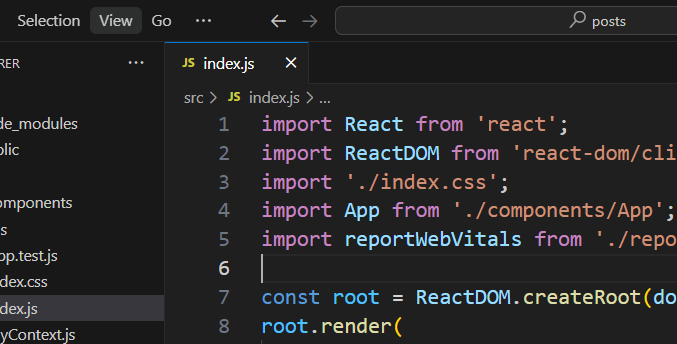 Selection View Go ··· ← → posts
RER ···
de_modules
olic
omponents
s
pp.test.js
dex.css
dex.js
yContext.js
JS index.js ×
src > JS index.js > ...
1 import React from 'react';
2 import ReactDOM from 'react-dom/cli
3 import './index.css';
4 import App from './components/App';
5 import reportWebVitals from './repo
6
7 const root = ReactDOM.createRoot(do
8 root.render(